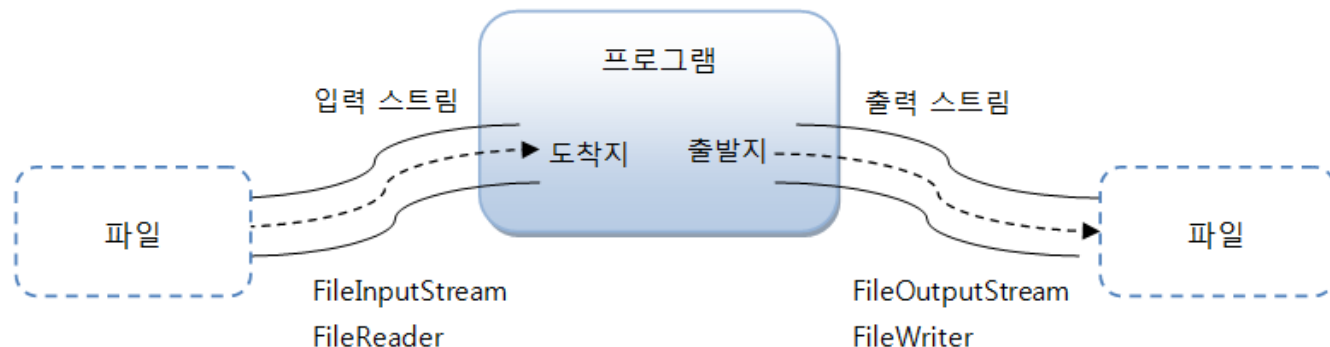 프로그램
입력 스트림
출력 스트림
도착지
출발지
파일
파일
FileInputStream
FileReader
FileOutputStream
FileWriter